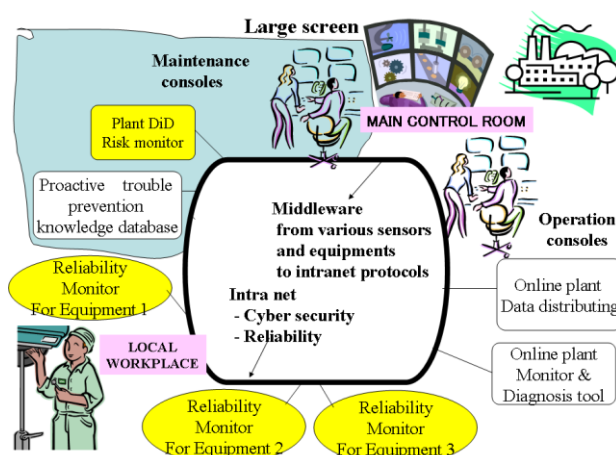 Large screen
Maintenance
consoles
MAIN CONTROL ROOM
Plant DiD
Risk monitor
Proactive trouble
prevention
knowledge database
Middleware
from various sensors
and equipments
to intranet protocols
Operation
consoles
Reliability
Monitor
For Equipment 1
Intra net
- Cyber security
- Reliability
Online plant
Data distributing
LOCAL
WORKPLACE
Online plant
Monitor &
Diagnosis tool
Reliability
Monitor
For Equipment 2
Reliability
Monitor
For Equipment 3